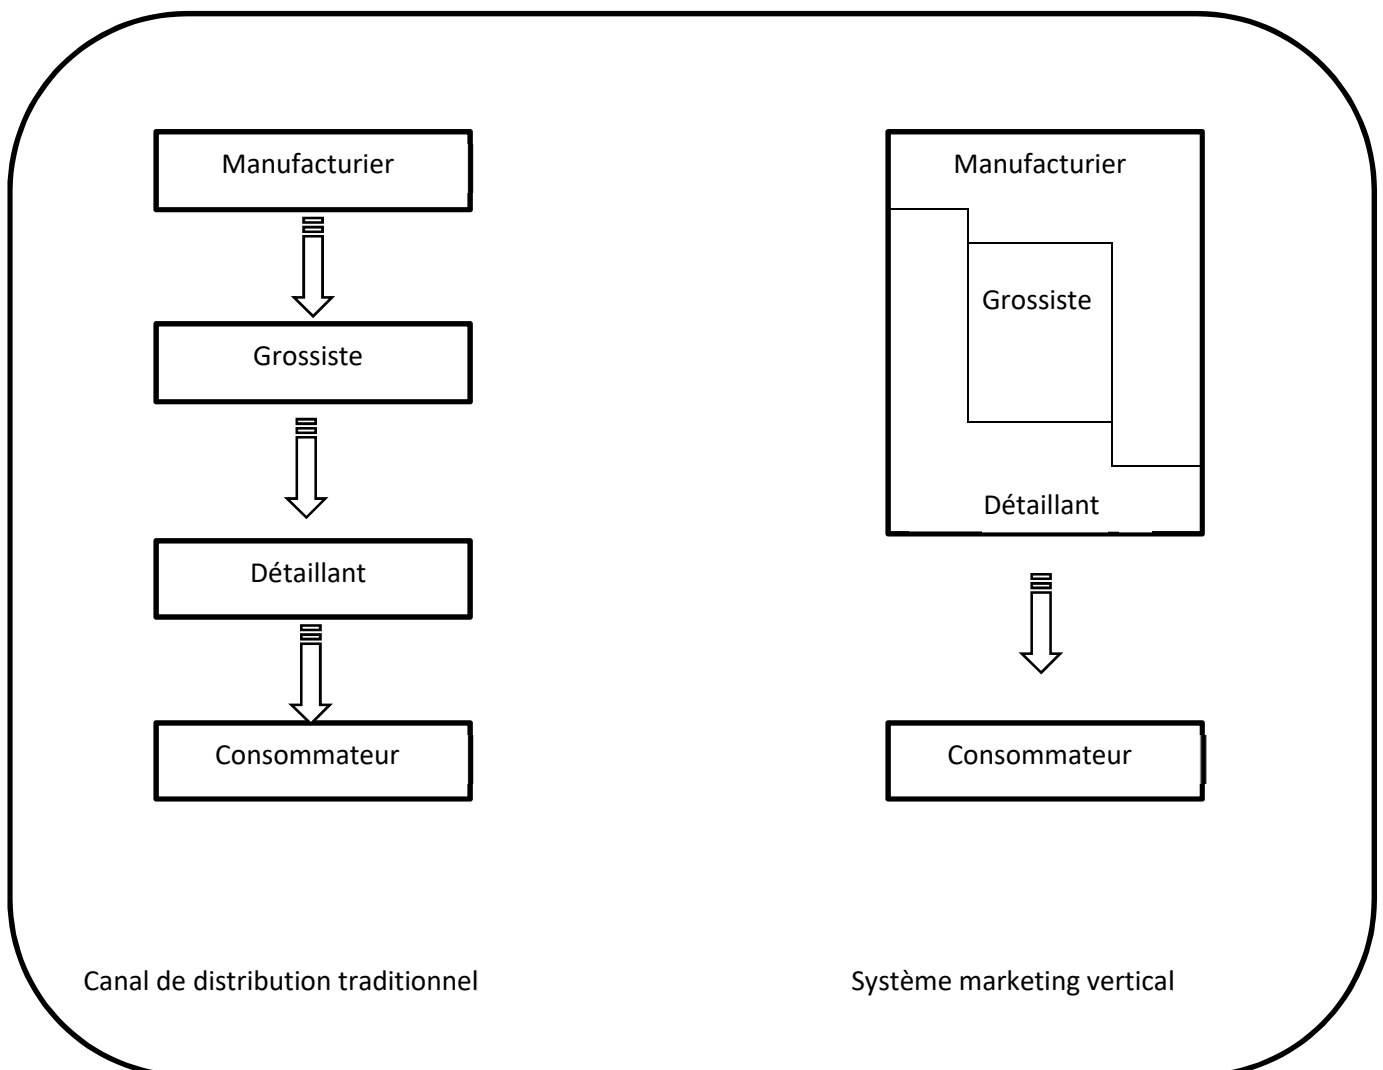 Manufacturier
Grossiste
Détaillant
Consommateur
Canal de distribution traditionnel
Manufacturier
Grossiste
Détaillant
Consommateur
Système marketing vertical